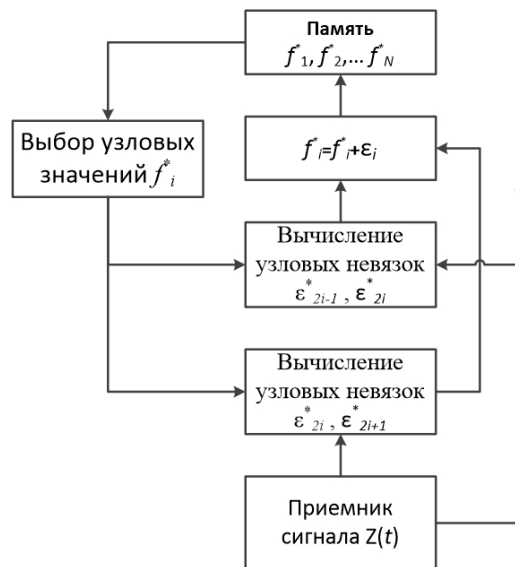 Память
f*1, f*2,... f*N
Выбор узловых
значений f*i
f*i=f*i+εi
Вычисление
узловых невязок
ε*2i-1 , ε*2i
Вычисление
узловых невязок
ε*2i , ε*2i+1
Приемник
сигнала Z(t)